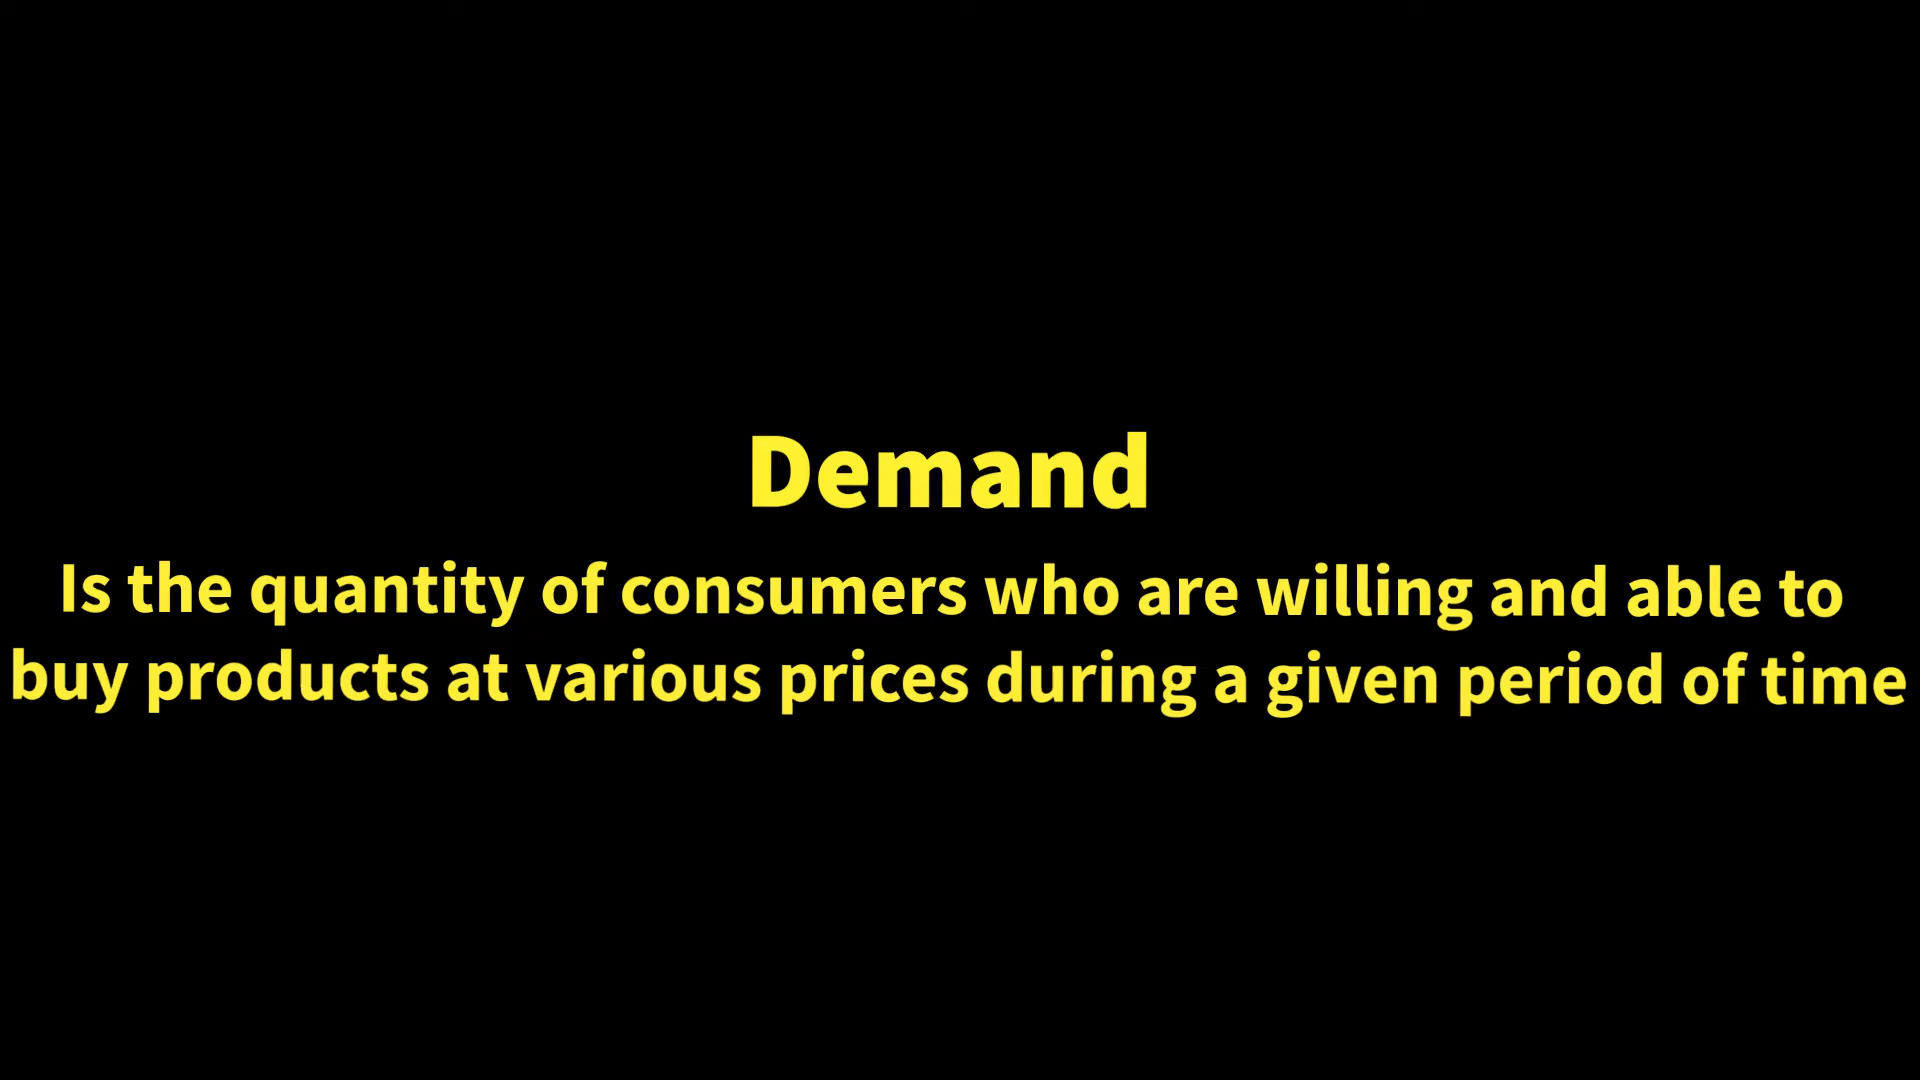 Demand
Is the quantity of consumers who are willing and able to
buy products at various prices during a given period of time